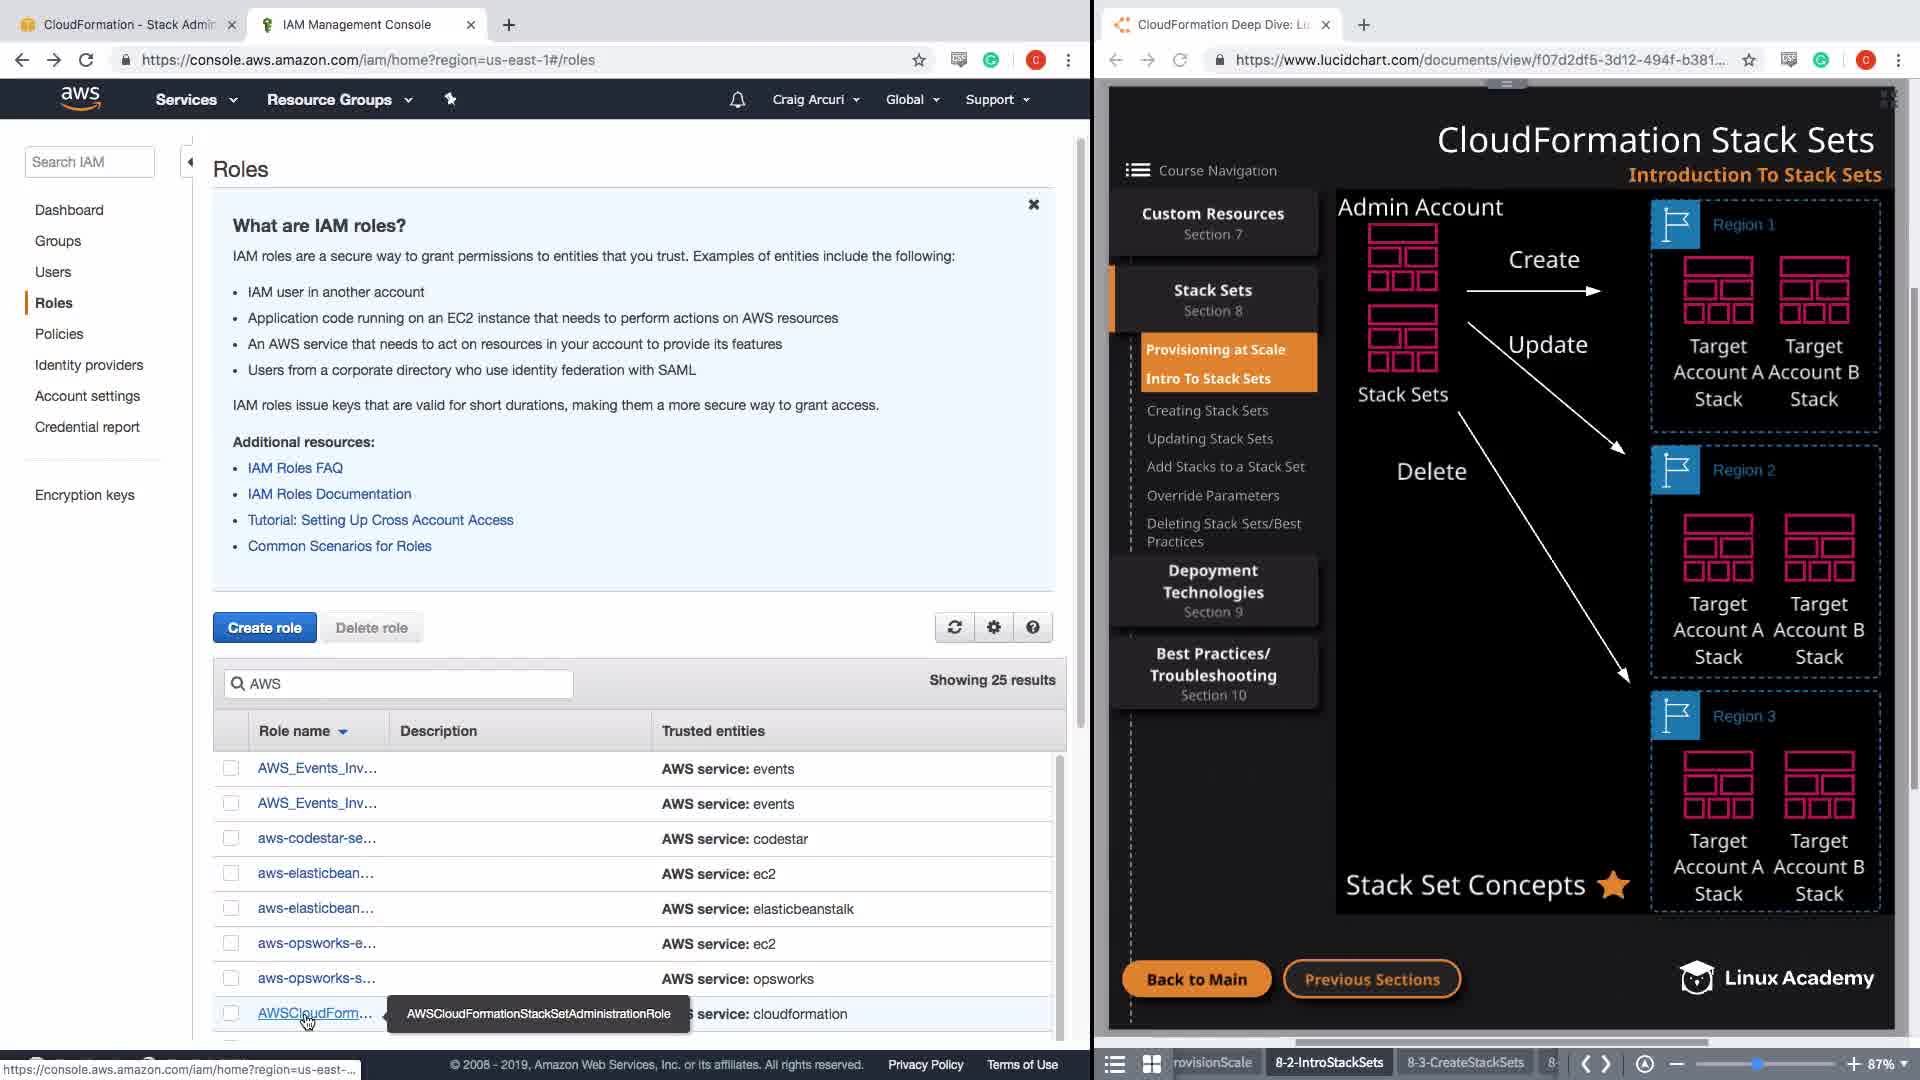 CloudFormation - Stack Admin
IAM Management Console
https://console.aws.amazon.com/iam/home?region=us-east-1#/roles
C
aws
Services
Resource Groups
Craig Arcuri
Global
Support
Search IAM
Dashboard
Groups
Users
Roles
Policies
Identity providers
Account settings
Credential report
Encryption keys
Roles
What are IAM roles?
IAM roles are a secure way to grant permissions to entities that you trust. Examples of entities include the following:
• IAM user in another account
• Application code running on an EC2 instance that needs to perform actions on AWS resources
• An AWS service that needs to act on resources in your account to provide its features
• Users from a corporate directory who use identity federation with SAML
IAM roles issue keys that are valid for short durations, making them a more secure way to grant access.
Additional resources:
• IAM Roles FAQ
• IAM Roles Documentation
• Tutorial: Setting Up Cross Account Access
• Common Scenarios for Roles
Create role
Delete role
AWS
Showing 25 results
Role name
Description
Trusted entities
AWS_Events_Inv...
AWS service: events
AWS_Events_Inv...
AWS service: events
aws-codestar-se...
AWS service: codestar
aws-elasticbean...
AWS service: ec2
aws-elasticbean...
AWS service: elasticbeanstalk
aws-opsworks-e...
AWS service: ec2
aws-opsworks-s...
AWS service: opsworks
AWSCloudForm...
AWSCloudFormationStackSetAdministrationRole
service: cloudformation
https://console.aws.amazon.com/iam/home?region=us-east-...
© 2008 - 2019, Amazon Web Services, Inc. or its affiliates. All rights reserved.
Privacy Policy
Terms of Use
CloudFormation Deep Dive: Lu
https://www.lucidchart.com/documents/view/f07d2df5-3d12-494f-b381...
C
CloudFormation Stack Sets
Introduction To Stack Sets
Course Navigation
Custom Resources
Section 7
Stack Sets
Section 8
Provisioning at Scale
Intro To Stack Sets
Creating Stack Sets
Updating Stack Sets
Add Stacks to a Stack Set
Override Parameters
Deleting Stack Sets/Best
Practices
Depoyment
Technologies
Section 9
Best Practices/
Troubleshooting
Section 10
Admin Account
Stack Sets
Create
Update
Delete
Region 1
Target
Account A
Stack
Target
Account B
Stack
Region 2
Target
Account A
Stack
Target
Account B
Stack
Region 3
Target
Account A
Stack
Target
Account B
Stack
Stack Set Concepts
Back to Main
Previous Sections
Linux Academy
rovisionScale
8-2-IntroStackSets
8-3-CreateStackSets
8-
87%